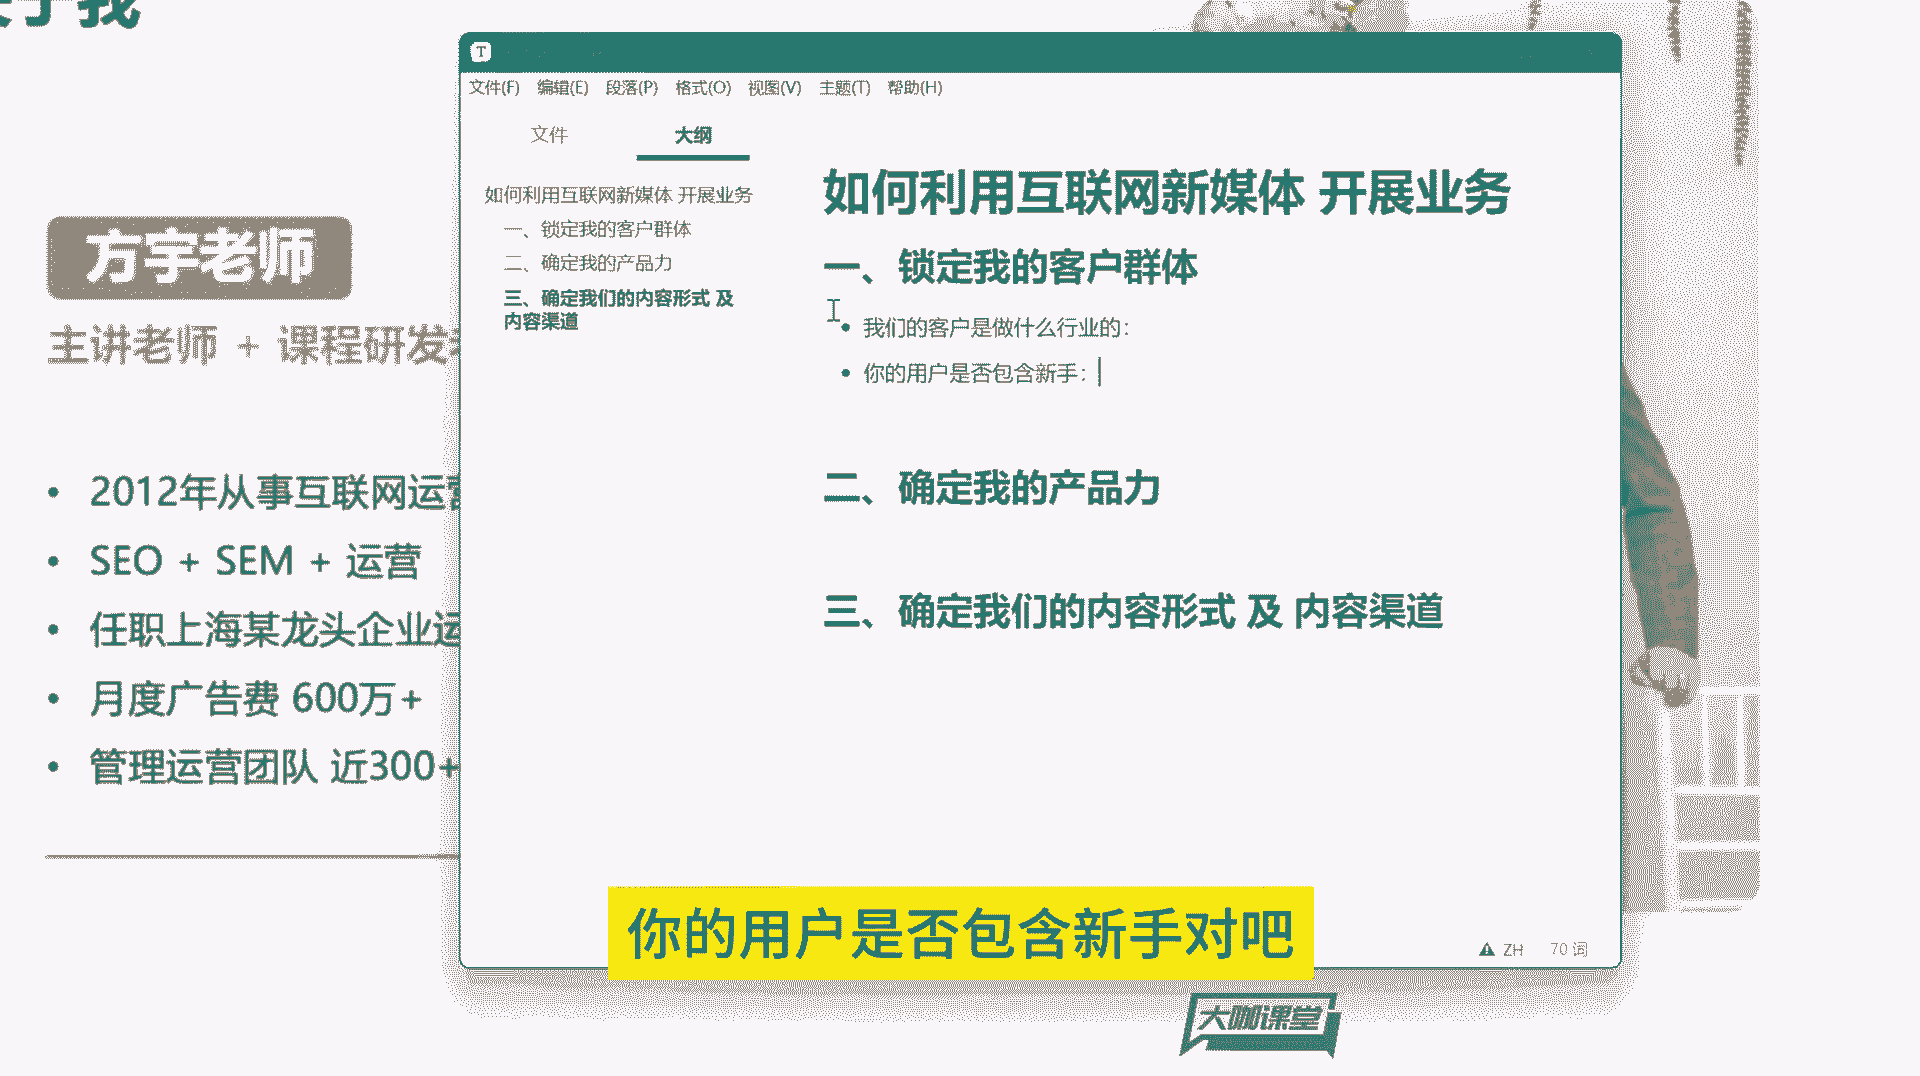 于我
方宇老师
主讲老师 + 课程研发
2012年从事互联网运营
SEO + SEM + 运营
任职上海某龙头企业运
月度广告费 600万+
管理运营团队 近300+
T
文件(F) 编辑(E) 段落(P) 格式(O) 视图(V) 主题(T) 帮助(H)
文件 大纲
如何利用互联网新媒体 开展业务
一、锁定我的客户群体
二、确定我的产品力
三、确定我们的内容形式 及
内容渠道
如何利用互联网新媒体 开展业务
一、锁定我的客户群体
我们的客户是做什么行业的：
你的用户是否包含新手：
二、确定我的产品力
三、确定我们的内容形式 及 内容渠道
ZH 70 词
你的用户是否包含新手对吧
大咖课堂